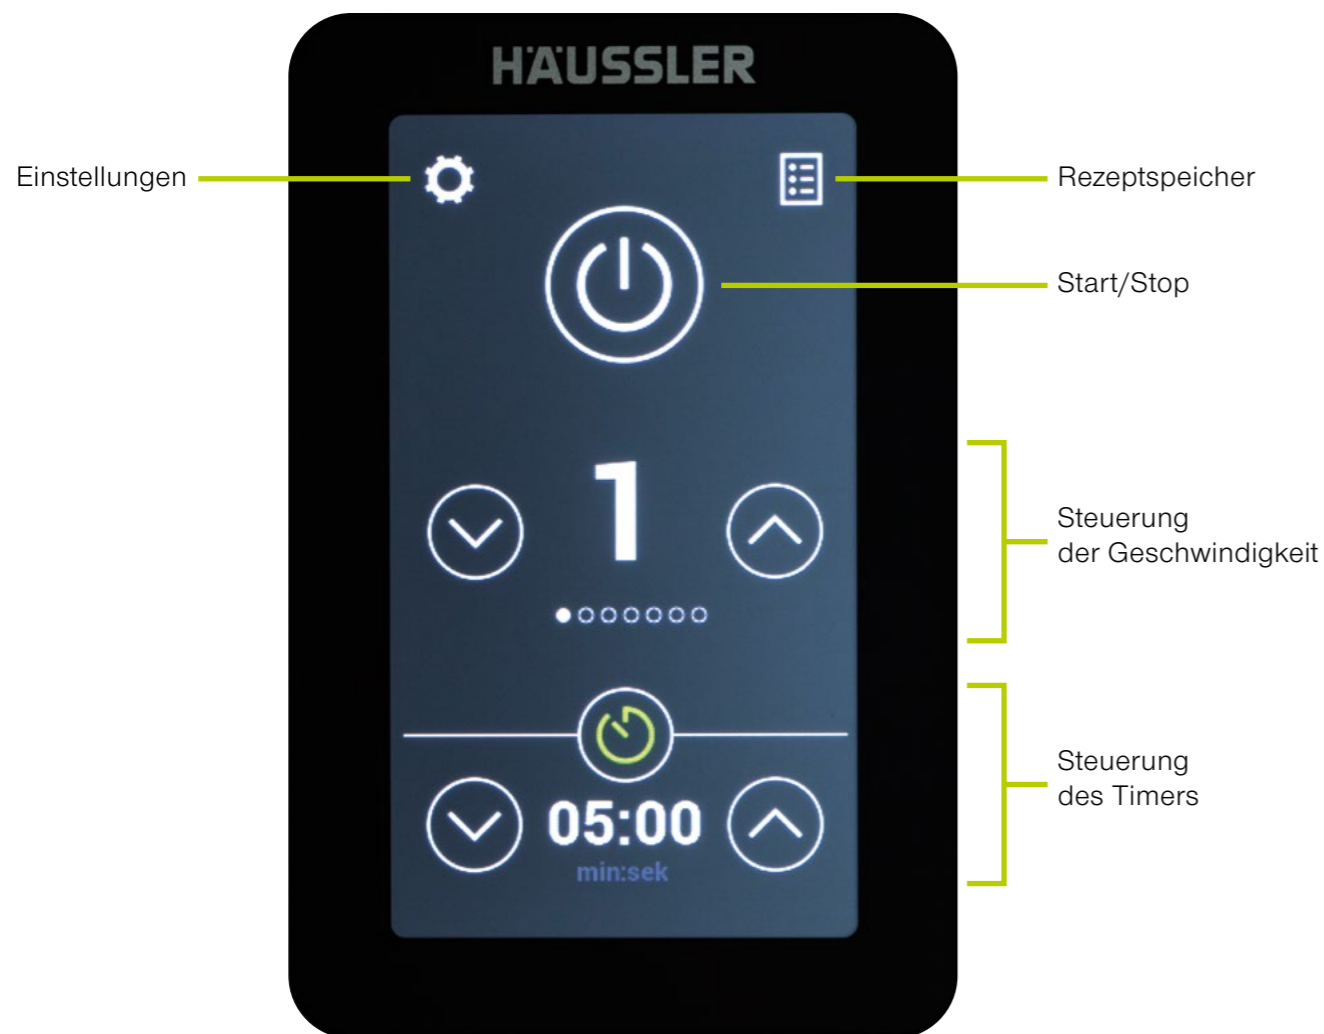 HÄUSSLER
Einstellungen
Rezeptspeicher
Start/Stop
1
Steuerung
der Geschwindigkeit
Steuerung
des Timers
05:00
min:sek